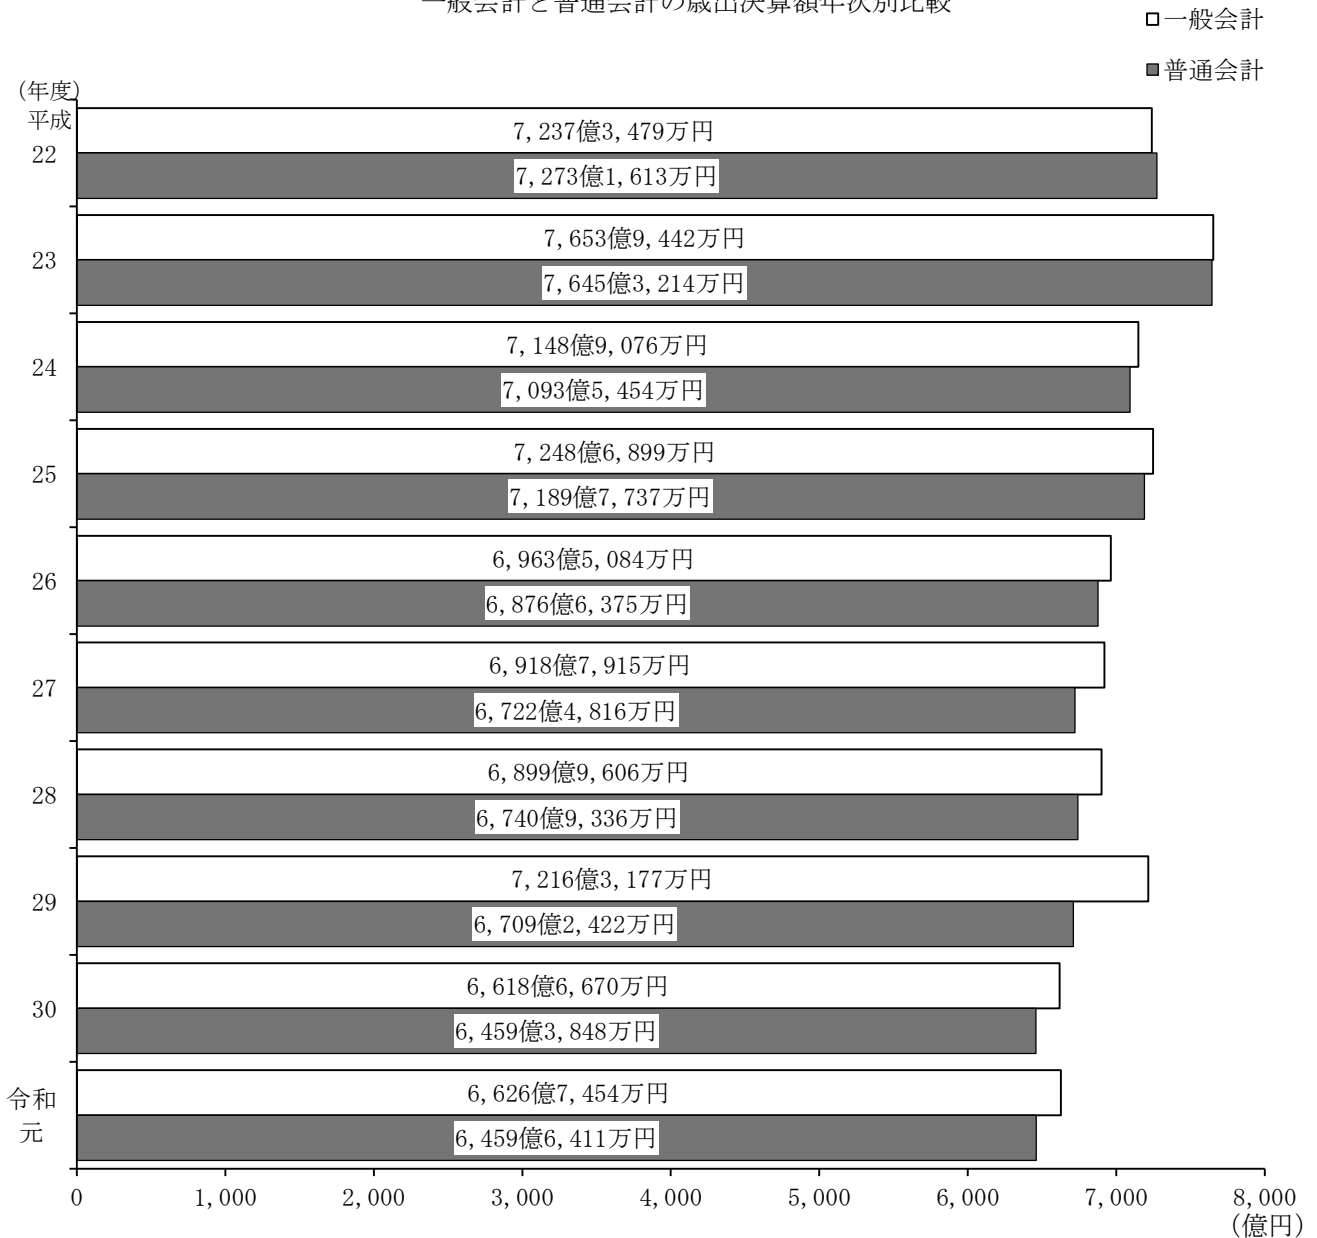 一般会計と普通会計の歳出決算額年次別比較
□一般会計
■普通会計
（年度）
平成
22
7,237億3,479万円
7,273億1,613万円
23
7,653億9,442万円
7,645億3,214万円
24
7,148億9,076万円
7,093億5,454万円
25
7,248億6,899万円
7,189億7,737万円
26
6,963億5,084万円
6,876億6,375万円
27
6,918億7,915万円
6,722億4,816万円
28
6,899億9,606万円
6,740億9,336万円
29
7,216億3,177万円
6,709億2,422万円
30
6,618億6,670万円
6,459億3,848万円
令和
元
6,626億7,454万円
6,459億6,411万円
0 1,000 2,000 3,000 4,000 5,000 6,000 7,000 8,000
（億円）